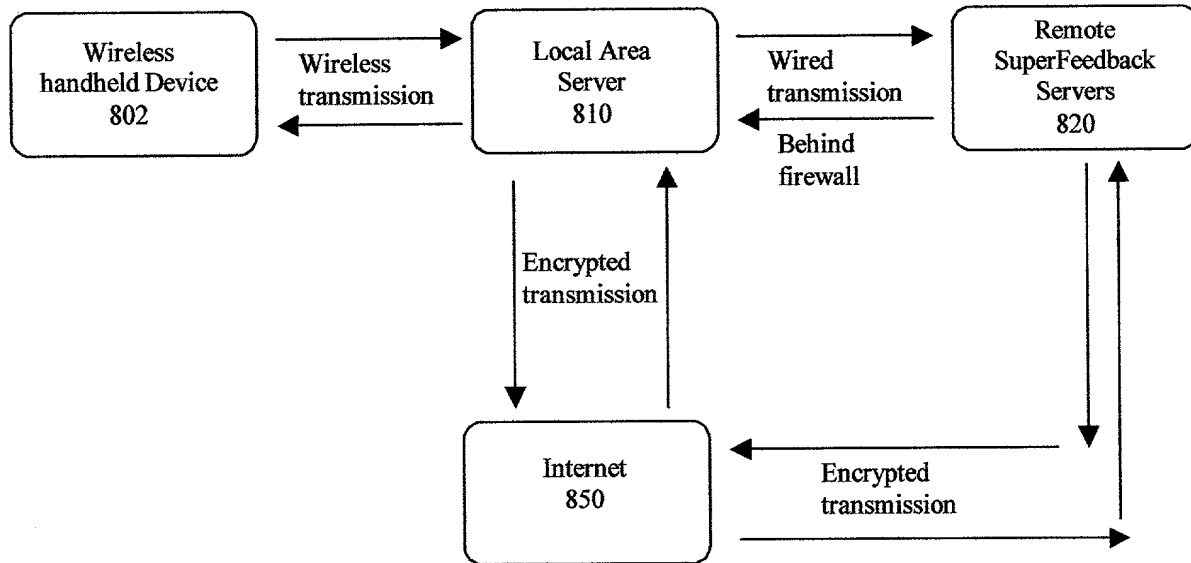 Wireless
handheld Device
802
Wireless
transmission
Local Area
Server
810
Wired
transmission
Behind
firewall
Remote
SuperFeedback
Servers
820
Encrypted
transmission
Internet
850
Encrypted
transmission